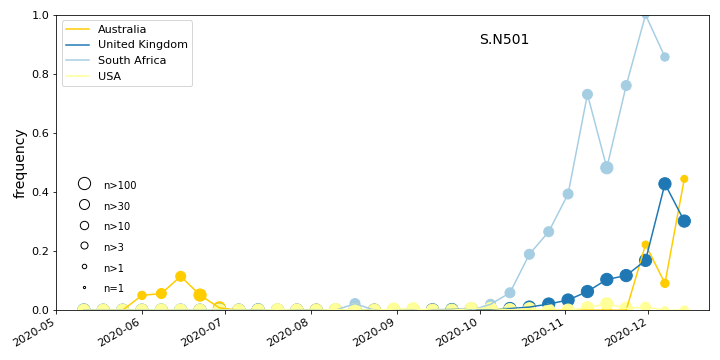 S.N501
Australia
United Kingdom
South Africa
USA
frequency
1.0
0.8
0.6
0.4
0.2
0.0
n>100
n>30
n>10
n>3
n>1
n=1
2020-05
2020-06
2020-07
2020-08
2020-09
2020-10
2020-11
2020-12